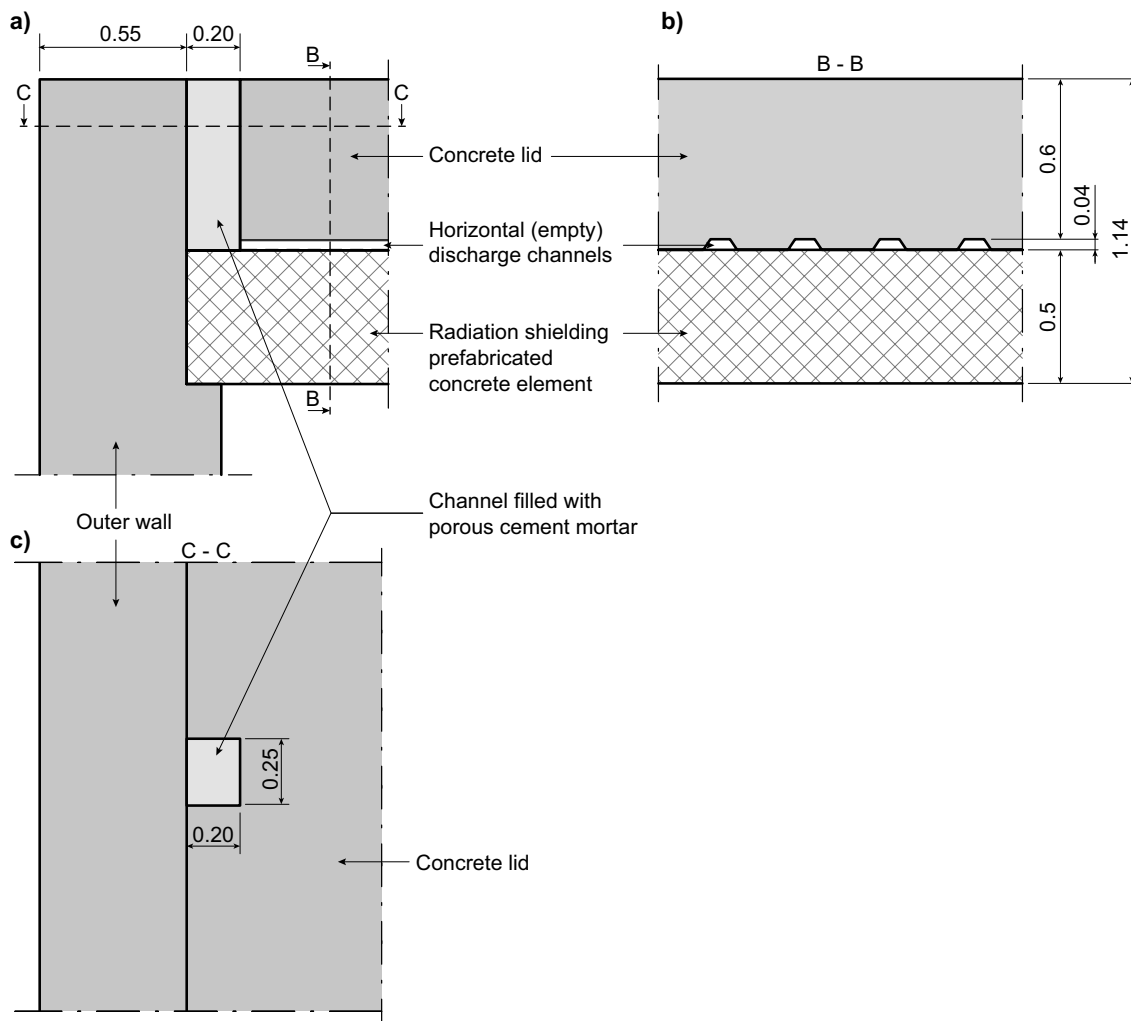 a)
0.55
0.20
b)
B
B - B
C
C
Concrete lid
0.6
0.04
1.14
Horizontal (empty)
discharge channels
0.5
Radiation shielding
prefabricated
concrete element
B
Channel filled with
porous cement mortar
Outer wall
c)
C - C
0.25
0.20
Concrete lid